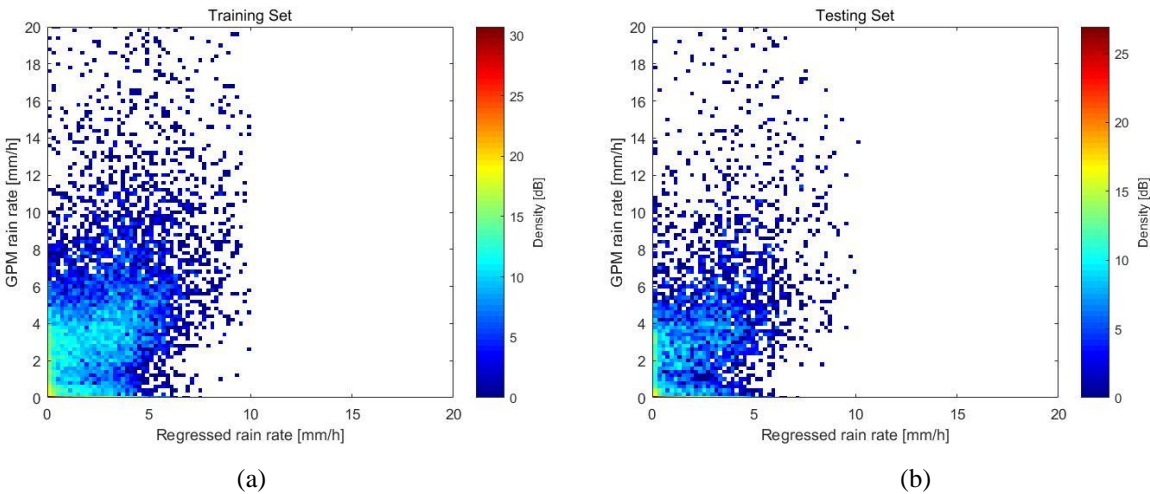 Training Set
20
18
16
14
12
10
8
6
4
2
0
GPM rain rate [mm/h]
0 5 10 15 20
Regressed rain rate [mm/h]
30
25
20
15
10
5
0
Density [dB]
(a)
Testing Set
20
18
16
14
12
10
8
6
4
2
0
GPM rain rate [mm/h]
0 5 10 15 20
Regressed rain rate [mm/h]
25
20
15
10
5
0
Density [dB]
(b)